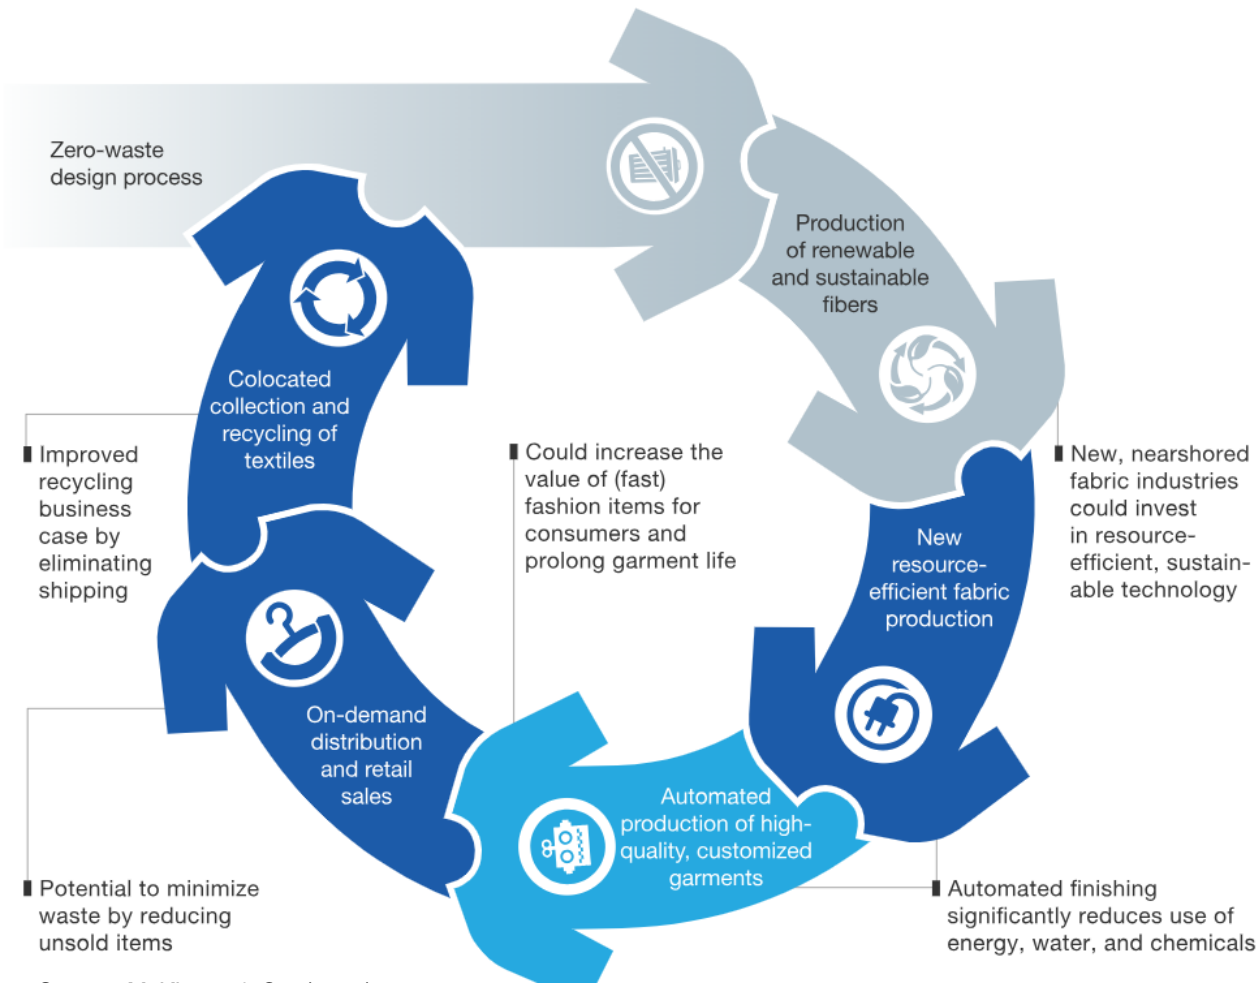 Zero-waste
design process
Production
of renewable
and sustainable
fibers
Colocated
collection and
recycling of
textiles
Improved
recycling
business
case by
eliminating
shipping
Could increase the
value of (fast)
fashion items for
consumers and
prolong garment life
New, nearshored
fabric industries
could invest
in resource-
efficient, sustain-
able technology
New
resource-
efficient fabric
production
On-demand
distribution
and retail
sales
Automated
production of high-
quality, customized
garments
Potential to minimize
waste by reducing
unsold items
Automated finishing
significantly reduces use of
energy, water, and chemicals